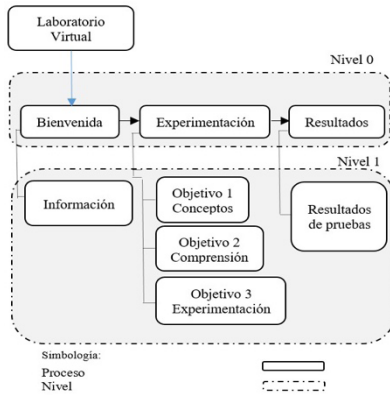 Laboratorio
Virtual
Nivel 0
Bienvenida
Experimentación
Resultados
Nivel 1
Información
Objetivo 1
Conceptos
Objetivo 2
Comprensión
Objetivo 3
Experimentación
Resultados
de pruebas
Simbología:
Proceso
Nivel